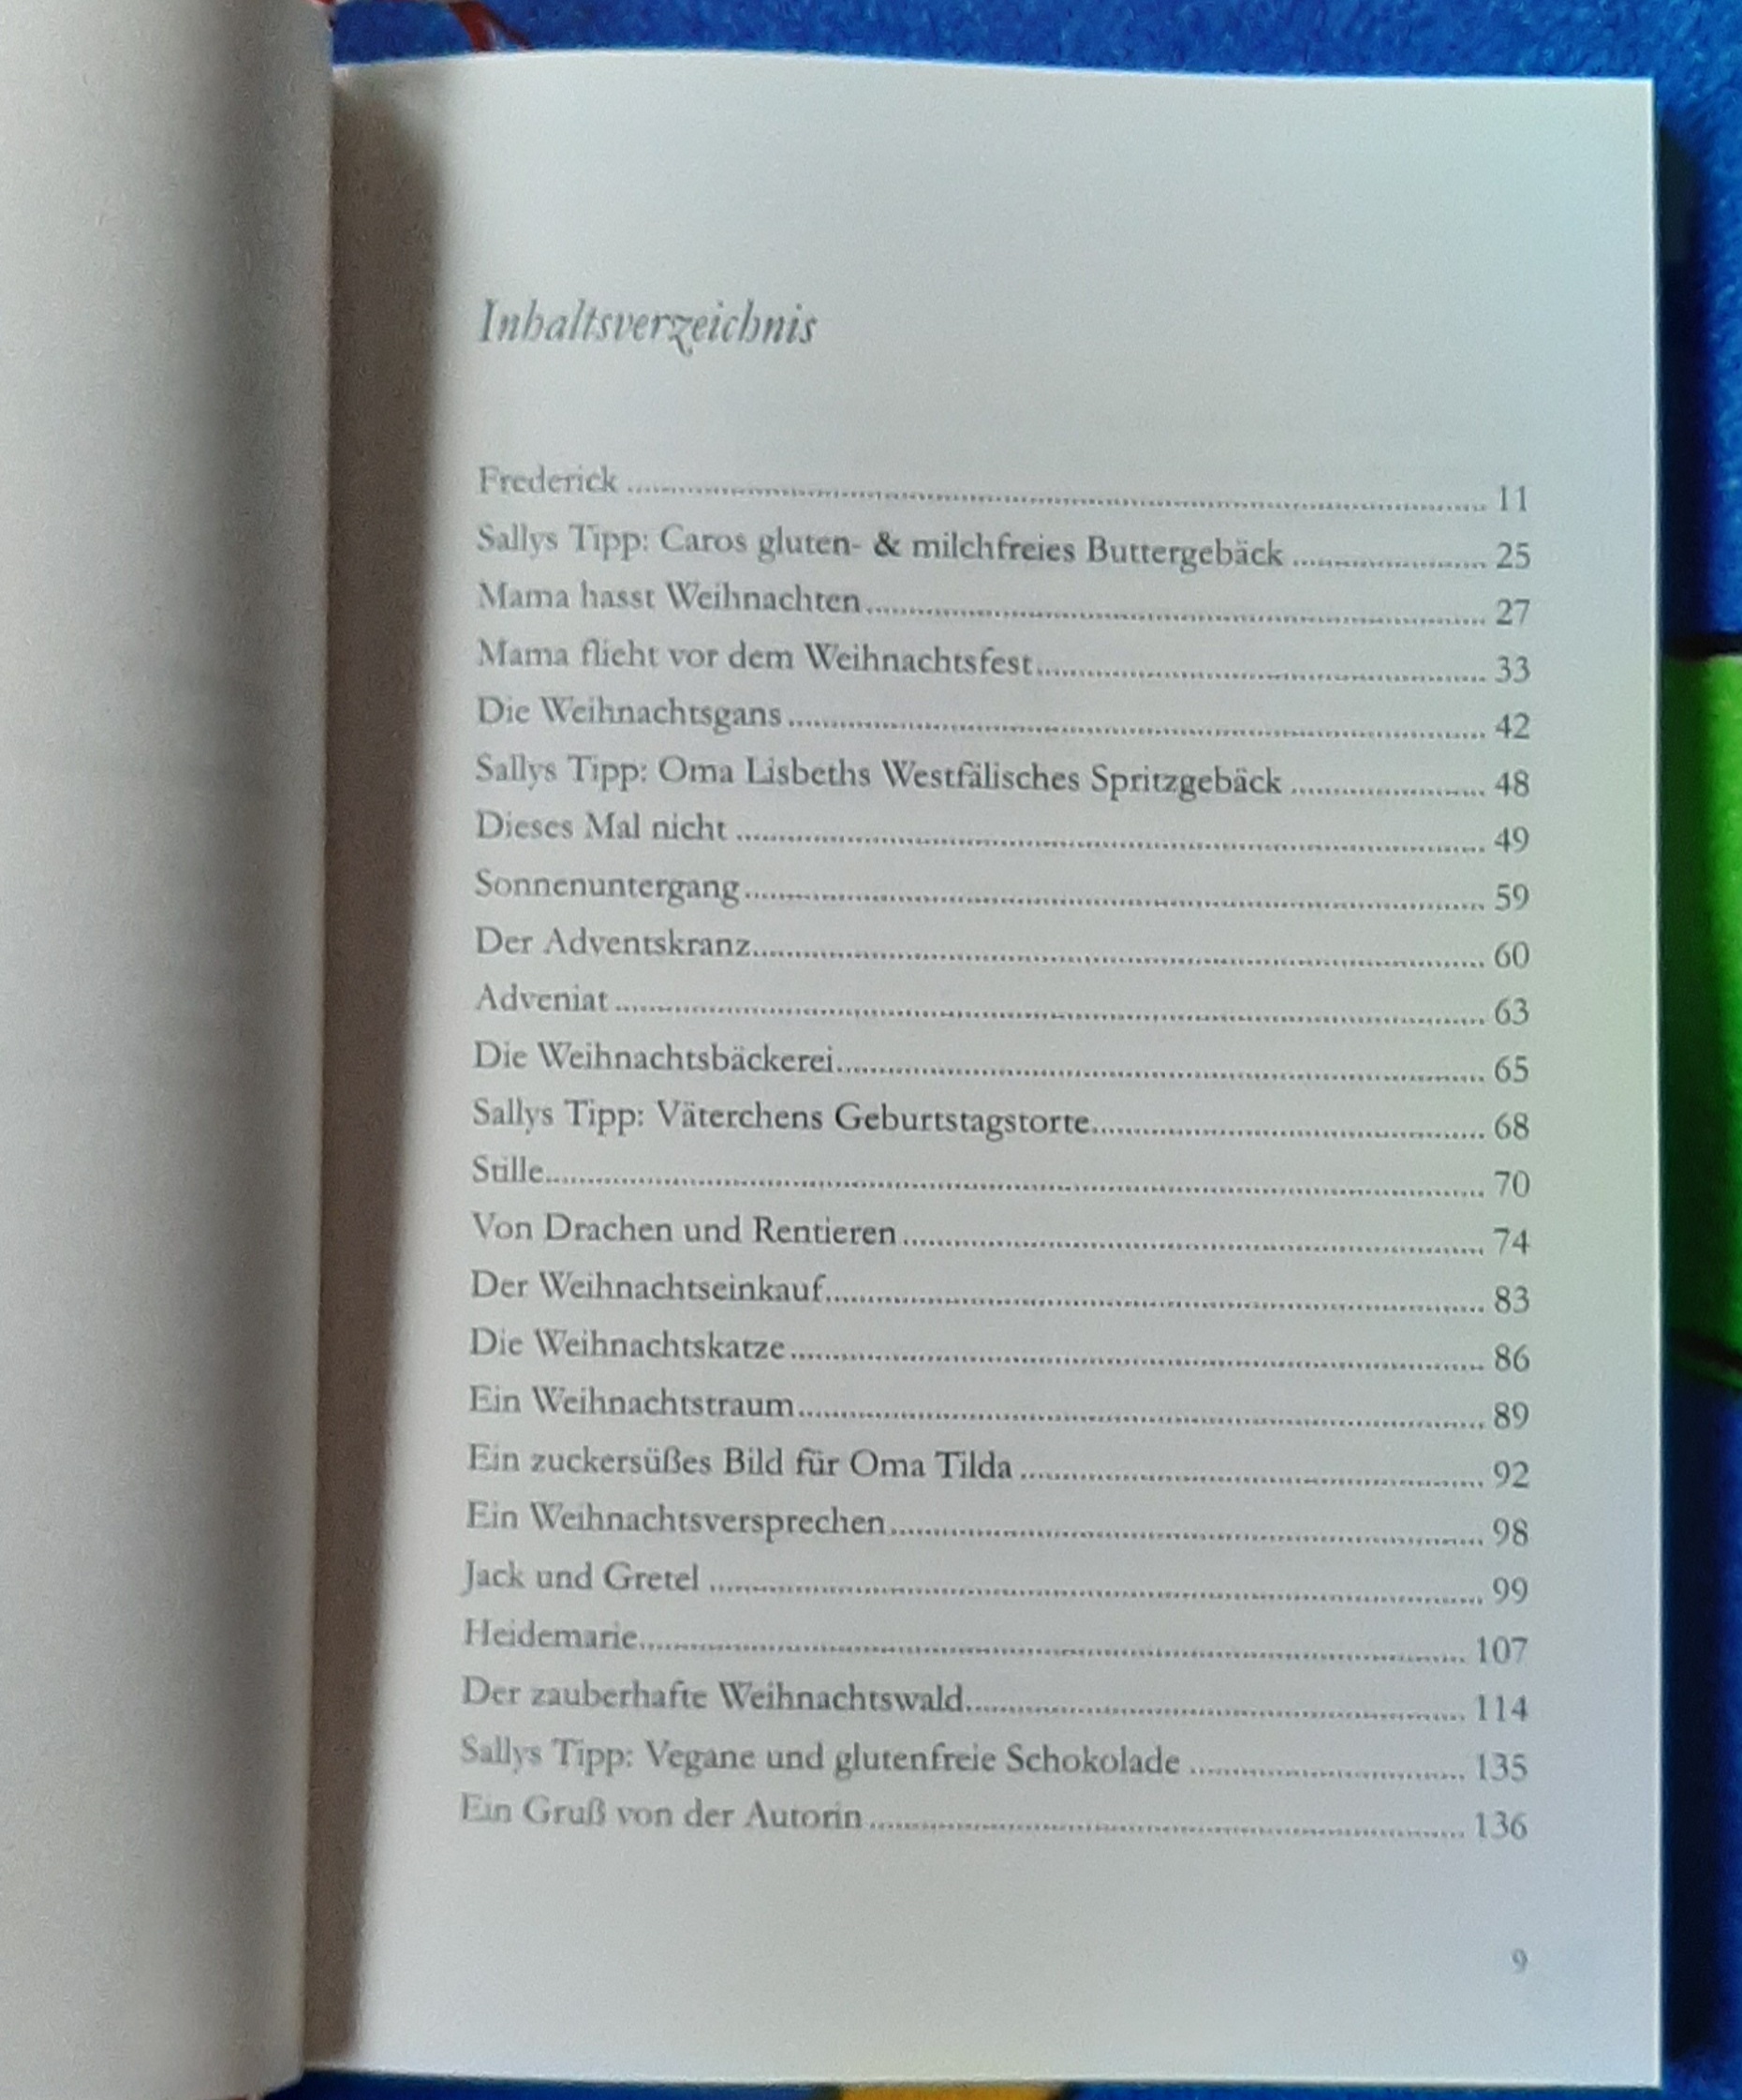 Inhaltsverzeichnis
Frederick ........................ 11
Sallys Tipp: Caros gluten- & milchfreies Buttergebäck ........................ 25
Mama hasst Weihnachten ........................ 27
Mama flieht vor dem Weihnachtsfest ........................ 33
Die Weihnachtsgans ........................ 42
Sallys Tipp: Oma Lisbeths Westfälisches Spritzgebäck ........................ 48
Dieses Mal nicht ........................ 49
Sonnenuntergang ........................ 59
Der Adventskranz ........................ 60
Adveniat ........................ 63
Die Weihnachtsbäckerei ........................ 65
Sallys Tipp: Väterchens Geburtstagstorte ........................ 68
Stille ........................ 70
Von Drachen und Rentieren ........................ 74
Der Weihnachtseinkauf ........................ 83
Die Weihnachtskatze ........................ 86
Ein Weihnachtstraum ........................ 89
Ein zuckersüßes Bild für Oma Tilda ........................ 92
Ein Weihnachtsversprechen ........................ 98
Jack und Gretel ........................ 99
Heidemarie ........................ 107
Der zauberhafte Weihnachtswald ........................ 114
Sallys Tipp: Vegane und glutenfreie Schokolade ........................ 135
Ein Gruß von der Autorin ........................ 136
9